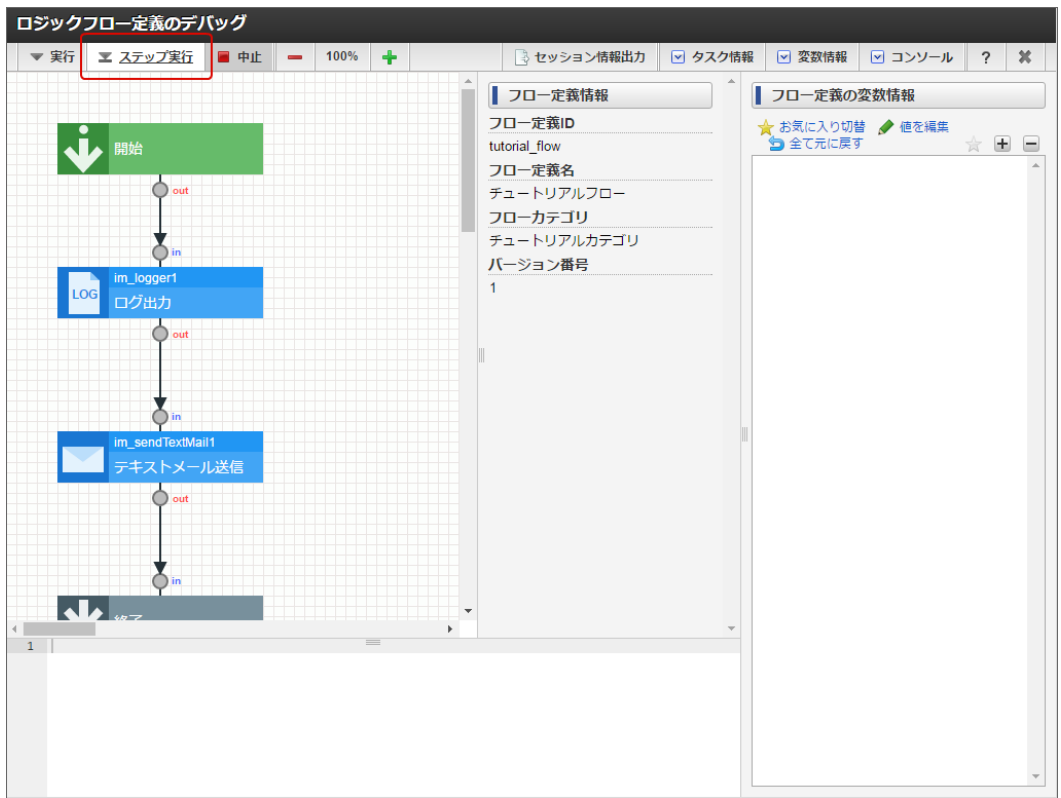 ロジックフロー定義のデバッグ
実行 ステップ実行 中止 100% セッション情報出力 タスク情報 変数情報 コンソール ?
開始
out
in
im_logger1
LOG
ログ出力
out
in
im_sendTextMail1
テキストメール送信
out
in
終了
フロー定義情報
フロー定義ID
tutorial_flow
フロー定義名
チュートリアルフロー
フローカテゴリ
チュートリアルカテゴリ
バージョン番号
1
フロー定義の変数情報
お気に入り切替 値を編集
全て元に戻す
1